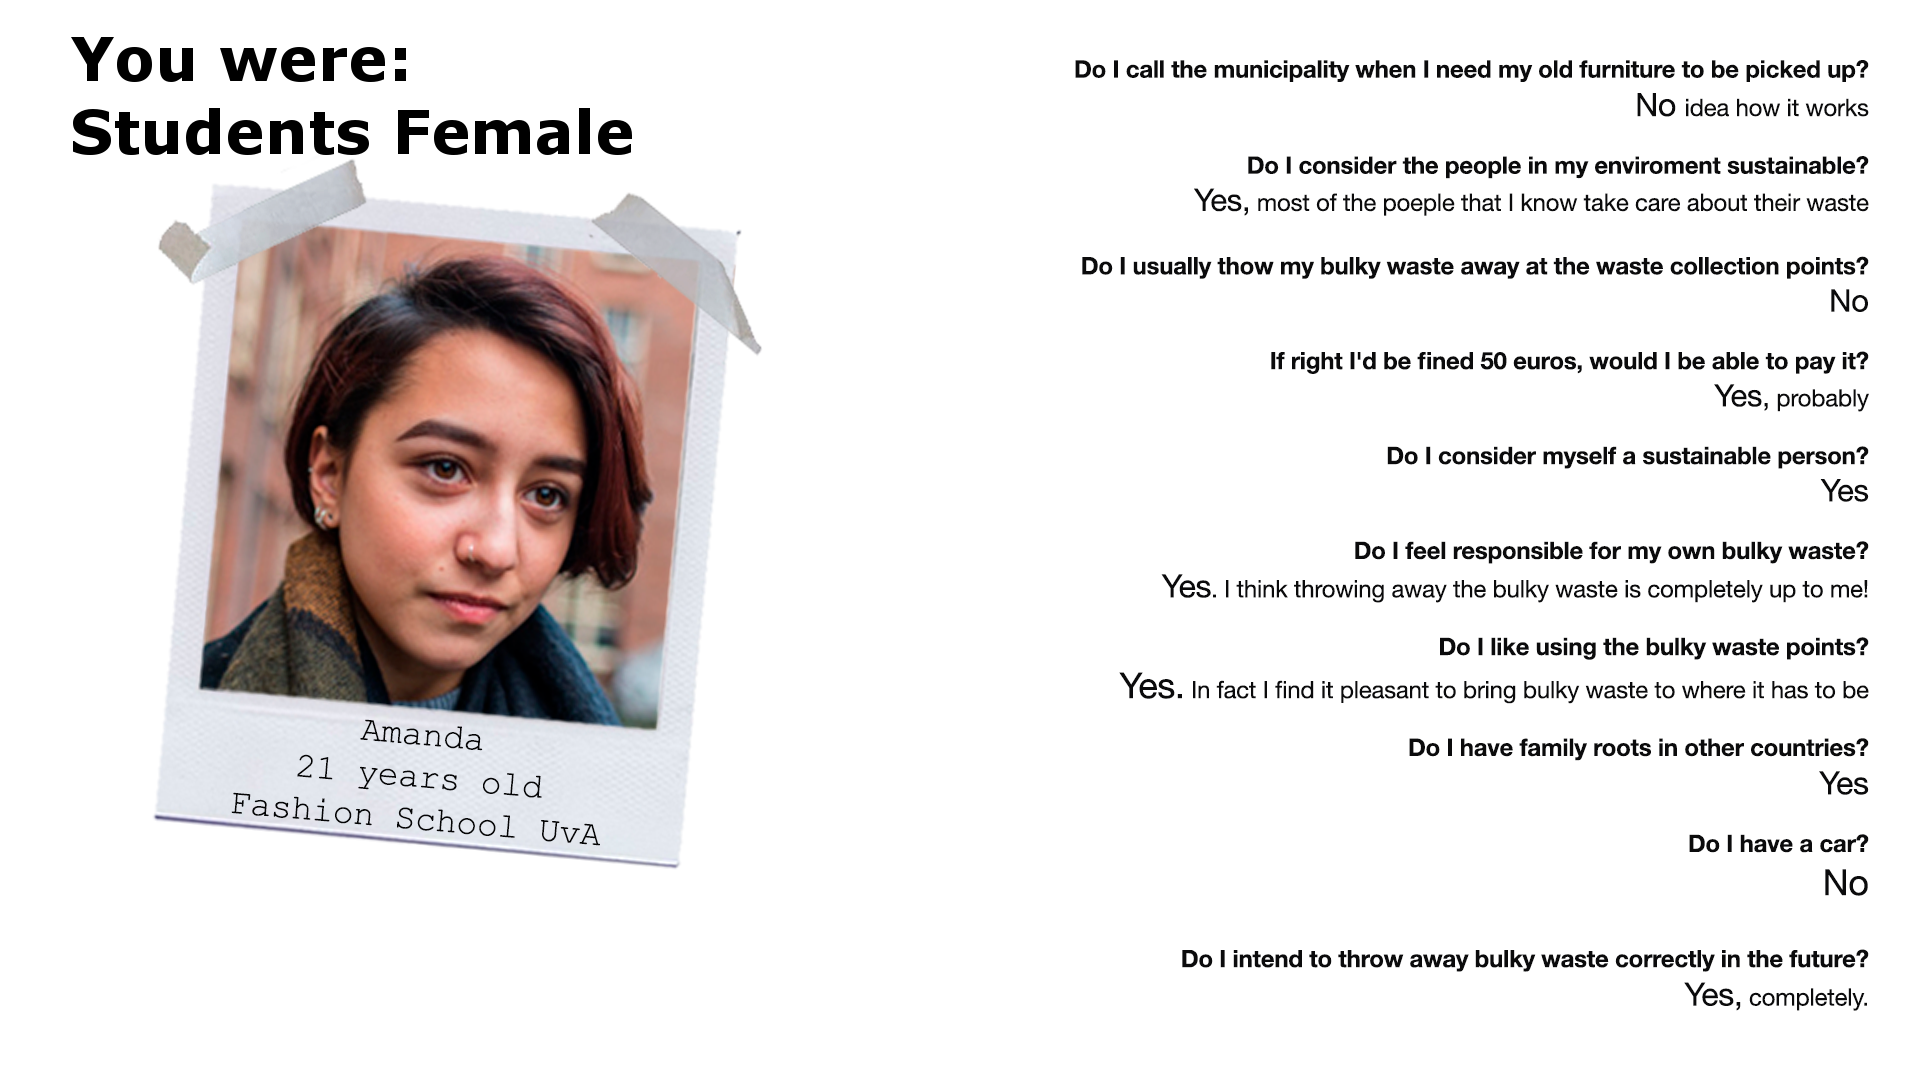 You were:
Students Female
Amanda
21 years old
Fashion School UvA
Do I call the municipality when I need my old furniture to be picked up?
No idea how it works
Do I consider the people in my enviroment sustainable?
Yes, most of the poeple that I know take care about their waste
Do I usually thow my bulky waste away at the waste collection points?
No
If right I'd be fined 50 euros, would I be able to pay it?
Yes, probably
Do I consider myself a sustainable person?
Yes
Do I feel responsible for my own bulky waste?
Yes. I think throwing away the bulky waste is completely up to me!
Do I like using the bulky waste points?
Yes. In fact I find it pleasant to bring bulky waste to where it has to be
Do I have family roots in other countries?
Yes
Do I have a car?
No
Do I intend to throw away bulky waste correctly in the future?
Yes, completely.